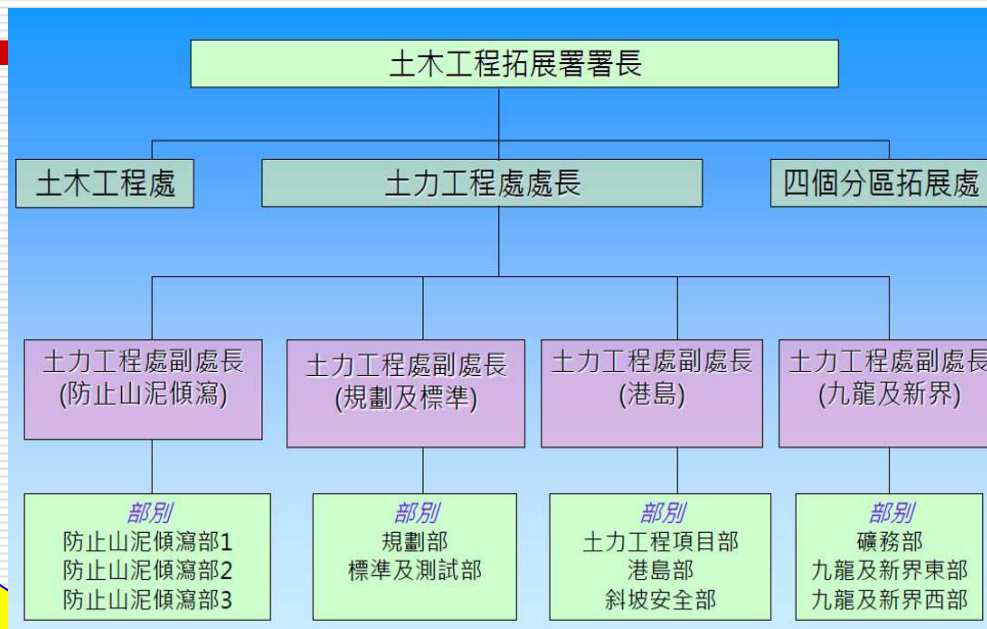 土木工程拓展署署長
土木工程處
土力工程處處長
四個分區拓展處
土力工程處副處長
(防止山泥傾瀉)
土力工程處副處長
(規劃及標準)
土力工程處副處長
(港島)
土力工程處副處長
(九龍及新界)
部別
防止山泥傾瀉部1
防止山泥傾瀉部2
防止山泥傾瀉部3
部別
規劃部
標準及測試部
部別
土力工程項目部
港島部
斜坡安全部
部别
礦務部
九龍及新界東部
九龍及新界西部